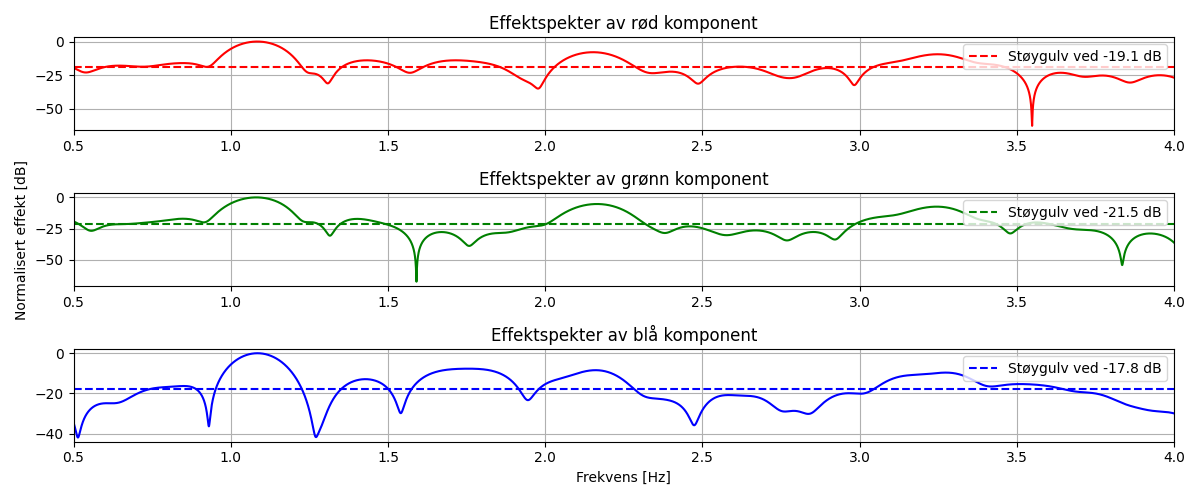 Effektspekter av rød komponent
0
−25
−50
Støygulv ved -19.1 dB
0.5 1.0 1.5 2.0 2.5 3.0 3.5 4.0
Effektspekter av grønn komponent
Normalisert effekt [dB]
0
−25
−50
Støygulv ved -21.5 dB
0.5 1.0 1.5 2.0 2.5 3.0 3.5 4.0
Effektspekter av blå komponent
0
−20
−40
Støygulv ved -17.8 dB
0.5 1.0 1.5 2.0 2.5 3.0 3.5 4.0
Frekvens [Hz]